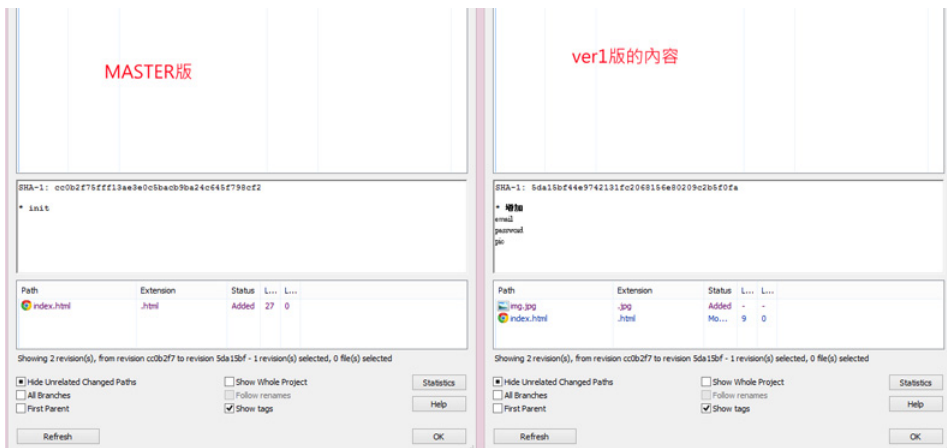 MASTER版
SHA-1: cc0b2f75fff13ae3e0c5bacb9ba24c645f798cf2
* init
Path Extension Status L... L...
index.html .html Added 27 0
Showing 2 revision(s), from revision cc0b2f7 to revision 5da15bf - 1 revision(s) selected, 0 file(s) selected
Hide Unrelated Changed Paths
Show Whole Project
Statistics
All Branches
Follow renames
First Parent
Show tags
Help
Refresh
OK
ver1版的內容
SHA-1: 5da15bf44e9742131fc2068156e80209c2b5f0fa
* 增加
email
password
pic
Path Extension Status L... L...
img.jpg .jpg Added - -
index.html .html Mo... 9 0
Showing 2 revision(s), from revision cc0b2f7 to revision 5da15bf - 1 revision(s) selected, 0 file(s) selected
Hide Unrelated Changed Paths
Show Whole Project
Statistics
All Branches
Follow renames
First Parent
Show tags
Help
Refresh
OK